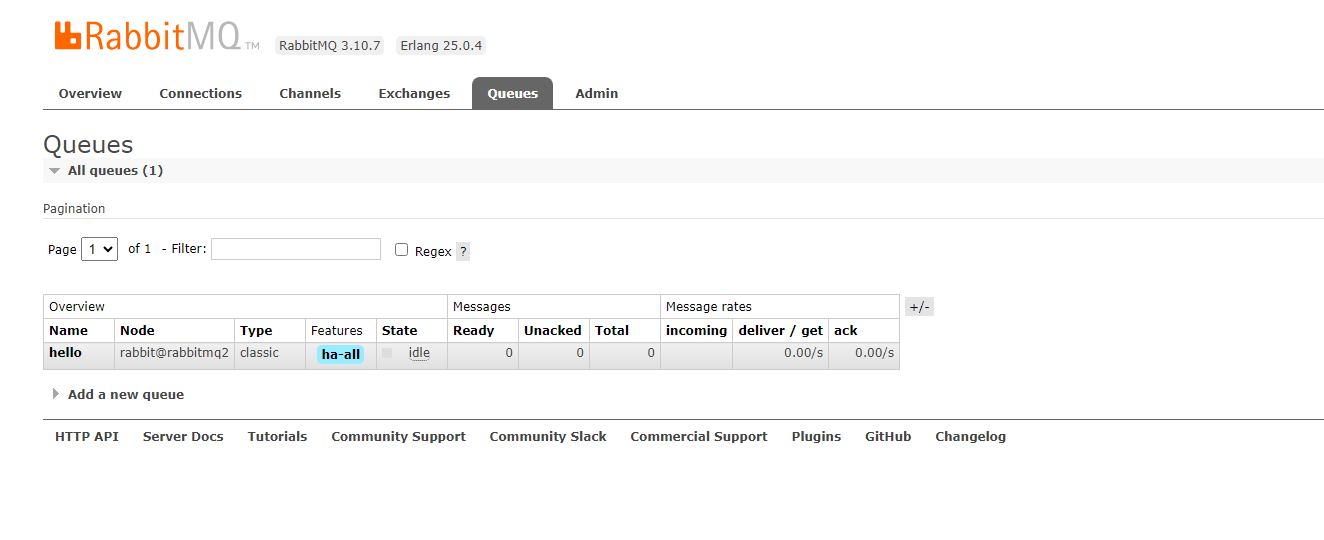 RabbitMQ TM RabbitMQ 3.10.7 Erlang 25.0.4
Overview Connections Channels Exchanges Queues Admin
Queues
All queues (1)
Pagination
Page 1 of 1 - Filter: Regex ?
Overview Messages Message rates +/-
Name Node Type Features State Ready Unacked Total incoming deliver / get ack
hello rabbit@rabbitmq2 classic ha-all idle 0 0 0 0.00/s 0.00/s
Add a new queue
HTTP API Server Docs Tutorials Community Support Community Slack Commercial Support Plugins GitHub Changelog